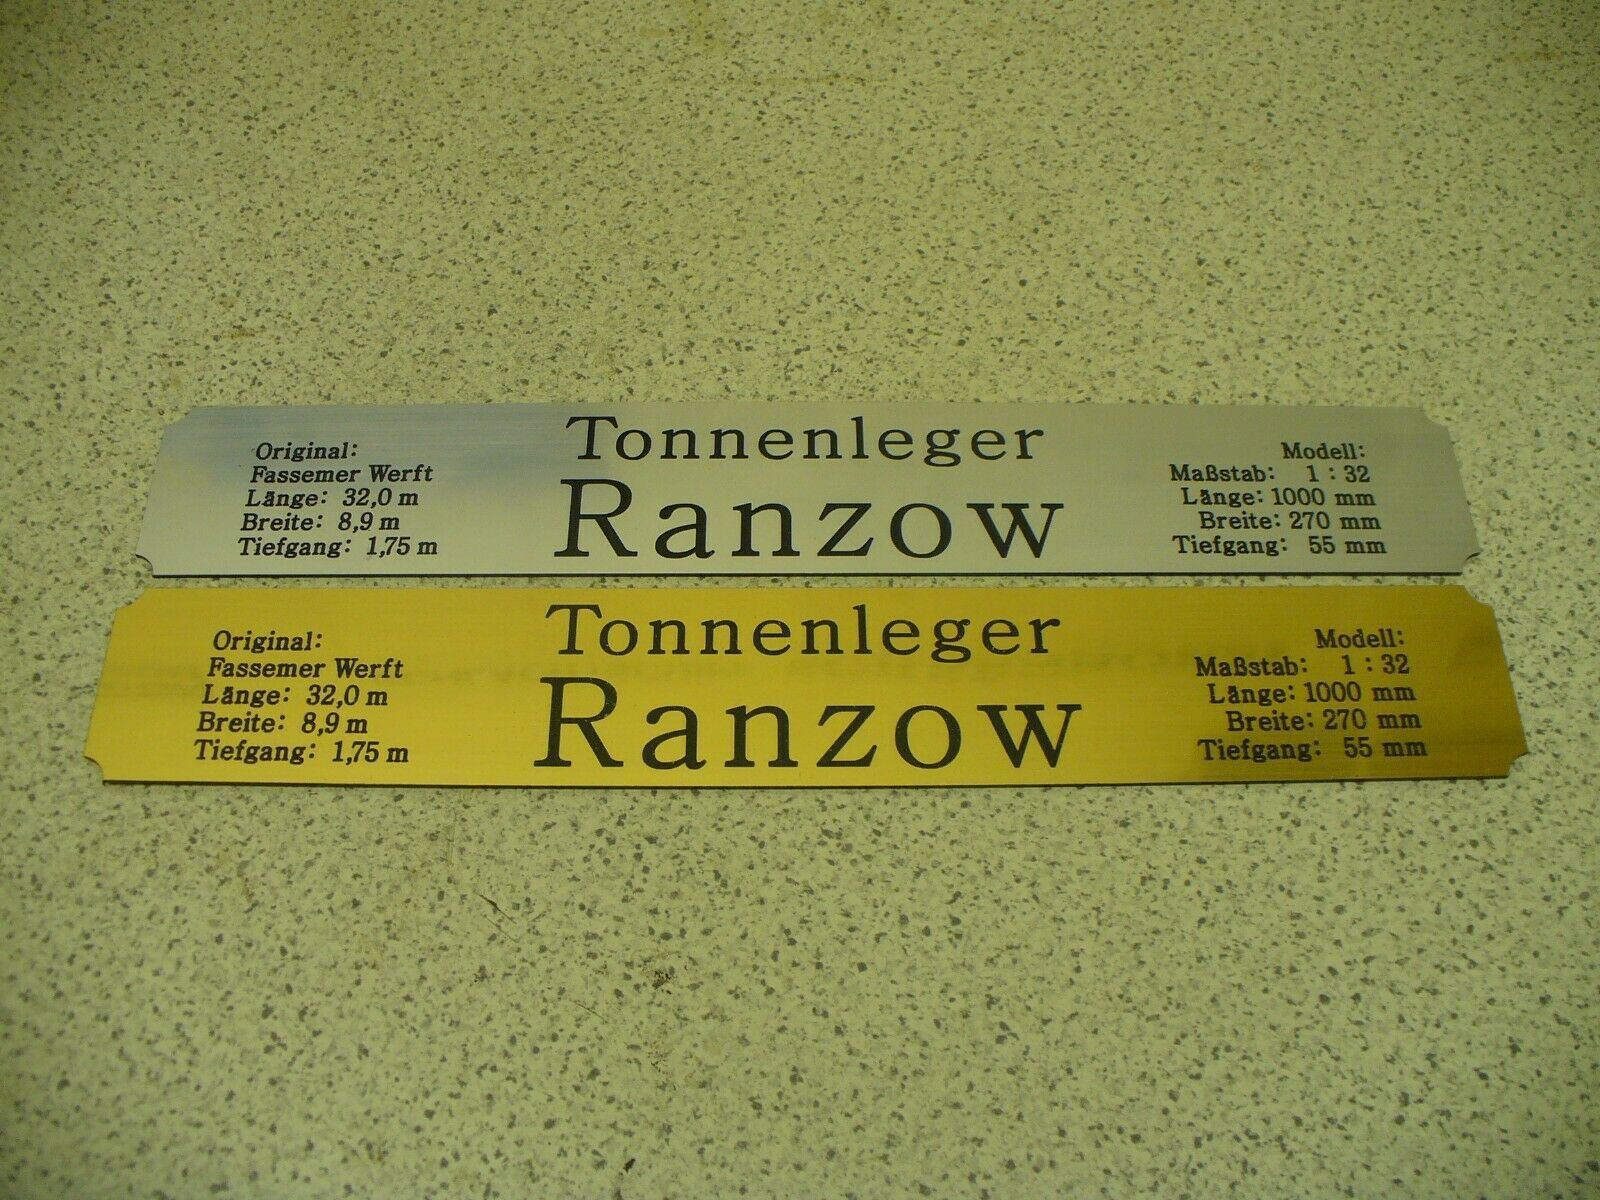 Original:
Fassemer Werft
Länge: 32,0 m
Breite: 8,9 m
Tiefgang: 1,75 m
Tonnenleger
Ranzow
Modell:
Maßstab: 1 : 32
Länge: 1000 mm
Breite: 270 mm
Tiefgang: 55 mm
Original:
Fassemer Werft
Länge: 32,0 m
Breite: 8,9 m
Tiefgang: 1,75 m
Tonnenleger
Ranzow
Modell:
Maßstab: 1 : 32
Länge: 1000 mm
Breite: 270 mm
Tiefgang: 55 mm